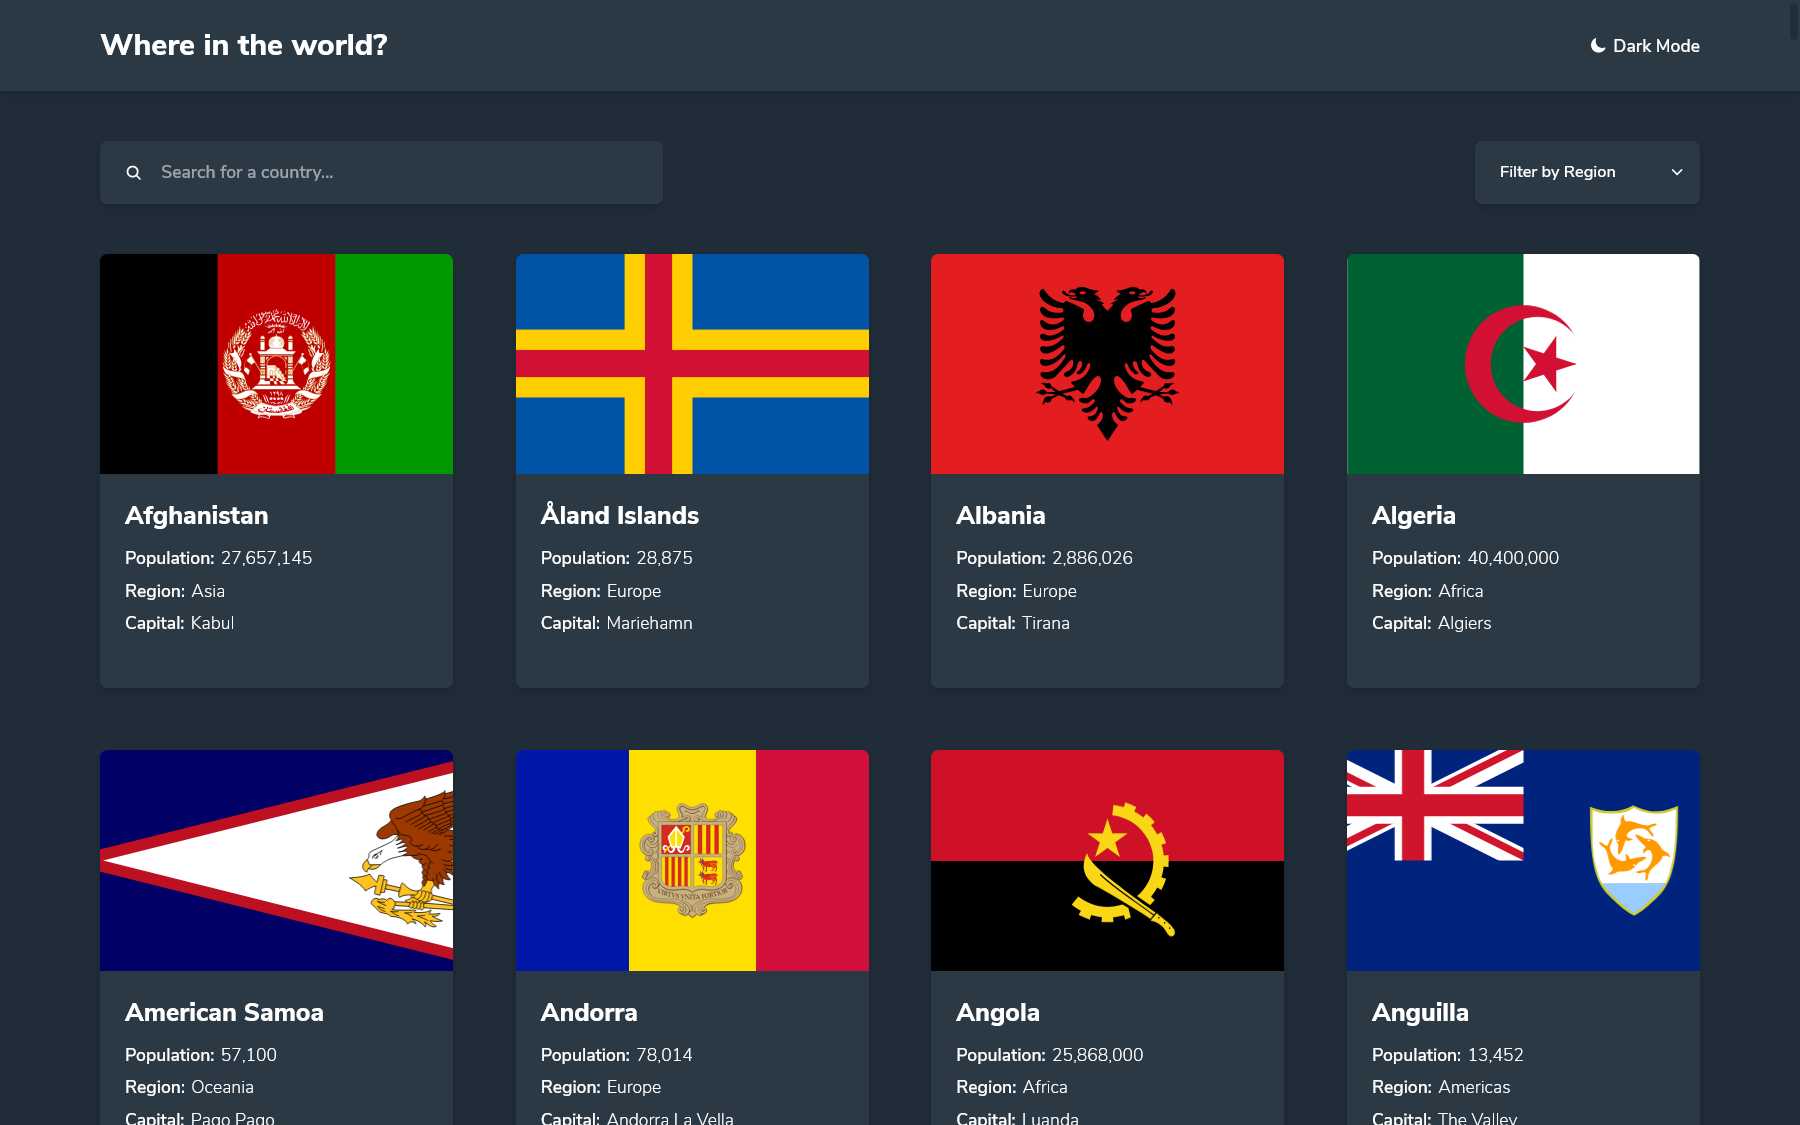 Where in the world?
Dark Mode
Search for a country...
Filter by Region
Afghanistan
Population: 27,657,145
Region: Asia
Capital: Kabul
Åland Islands
Population: 28,875
Region: Europe
Capital: Mariehamn
Albania
Population: 2,886,026
Region: Europe
Capital: Tirana
Algeria
Population: 40,400,000
Region: Africa
Capital: Algiers
VIRTVS VNITA FORTIOR
American Samoa
Population: 57,100
Region: Oceania
Capital: Pago Pago
Andorra
Population: 78,014
Region: Europe
Capital: Andorra La Vella
Angola
Population: 25,868,000
Region: Africa
Capital: Luanda
Anguilla
Population: 13,452
Region: Americas
Capital: The Valley